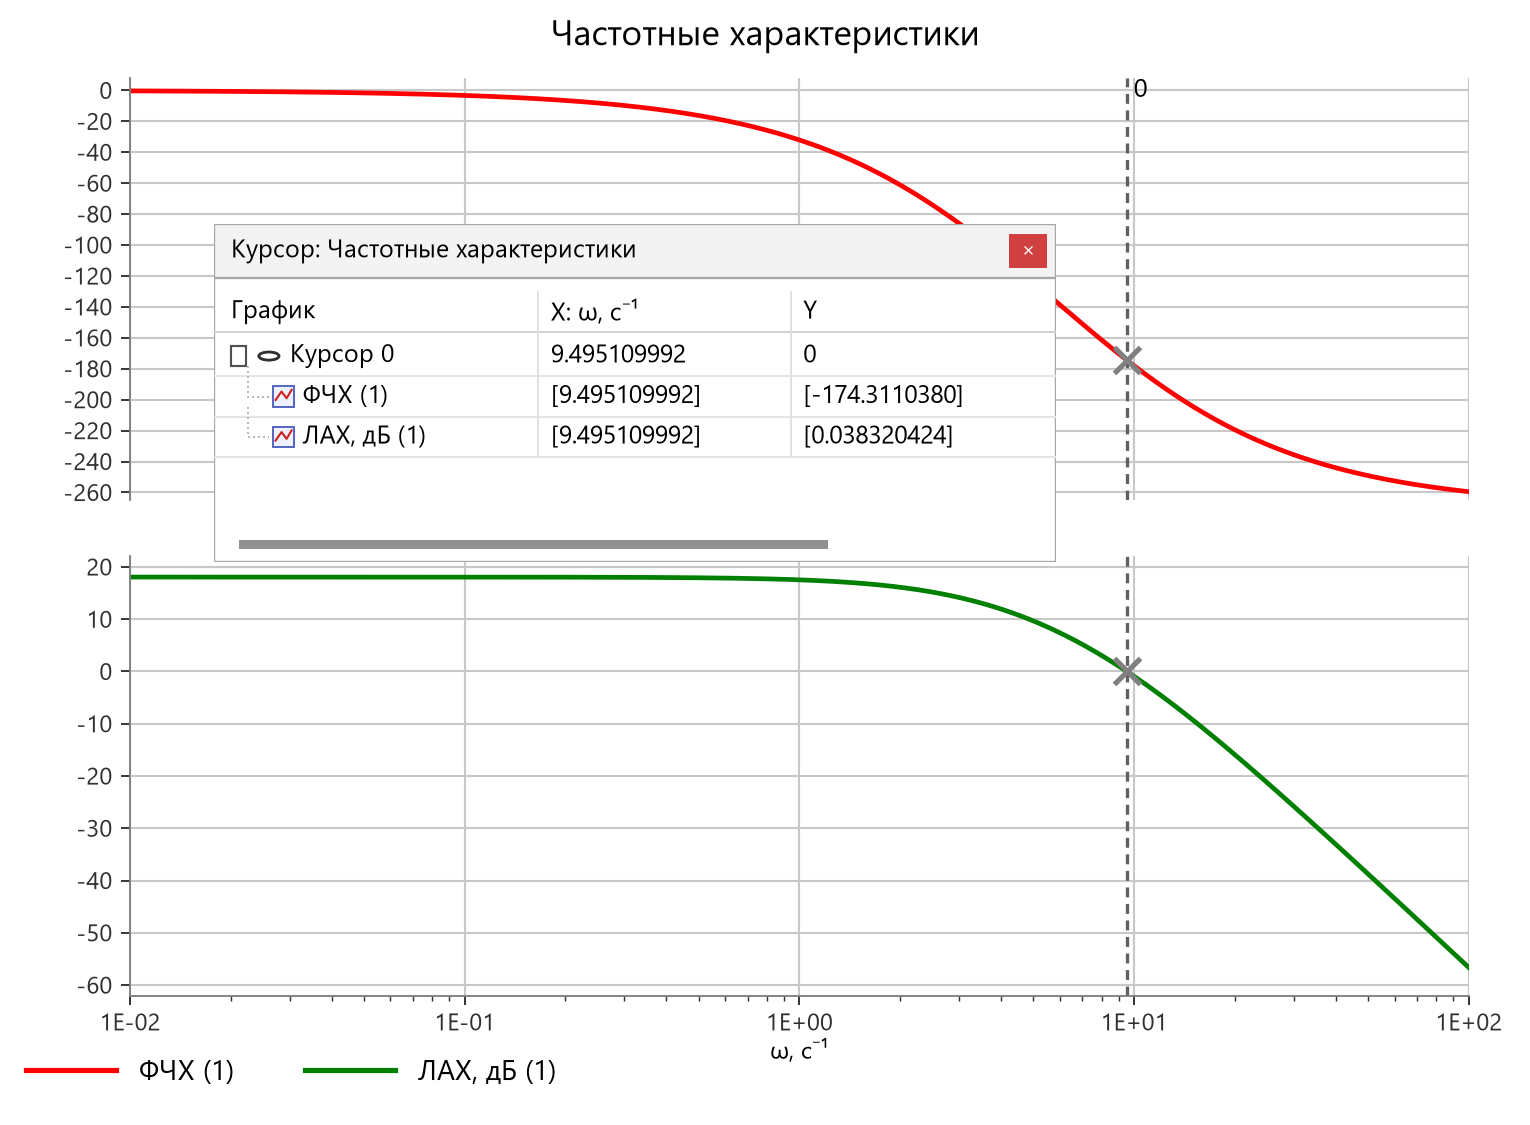 Частотные характеристики
0
0
-20
-40
-60
-80
-100
-120
-140
-160
-180
-200
-220
-240
-260
Курсор: Частотные характеристики
×
График X: ω, с⁻¹ Y
Курсор 0 9.495109992 0
ФЧХ (1) [9.495109992] [-174.3110380]
ЛАХ, дБ (1) [9.495109992] [0.038320424]
20
10
0
-10
-20
-30
-40
-50
-60
1E-02 1E-01 1E+00 1E+01 1E+02
ω, с⁻¹
ФЧХ (1) ЛАХ, дБ (1)